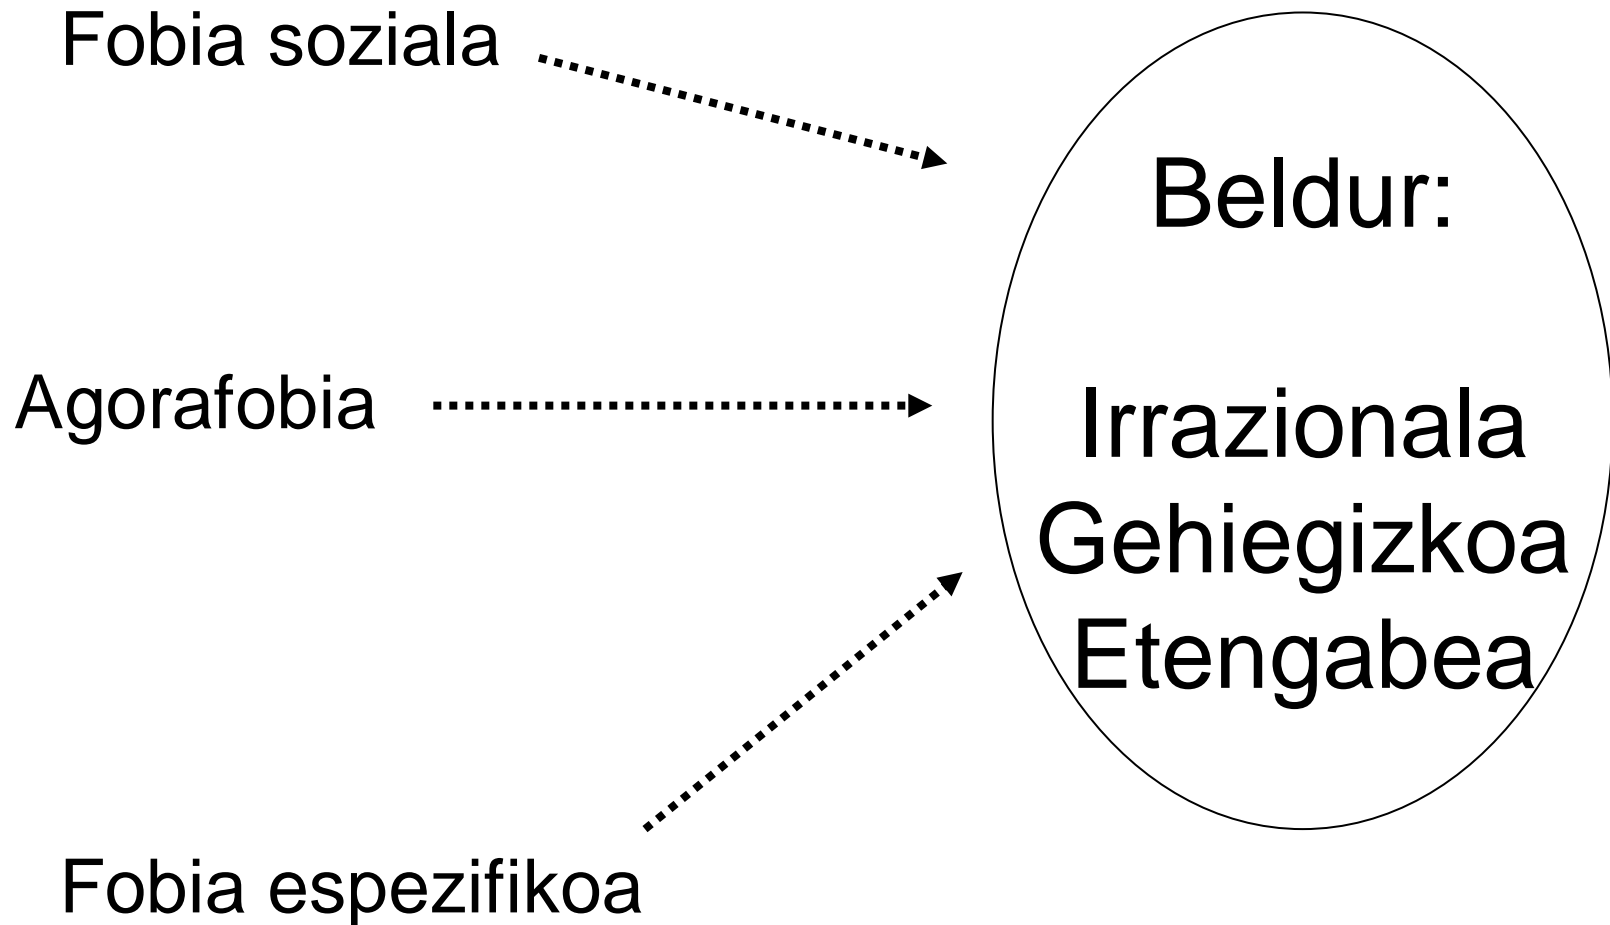 Fobia soziala
Agorafobia
Fobia espezifikoa
Beldur:
Irrazionala
Gehiegizkoa
Etengabea